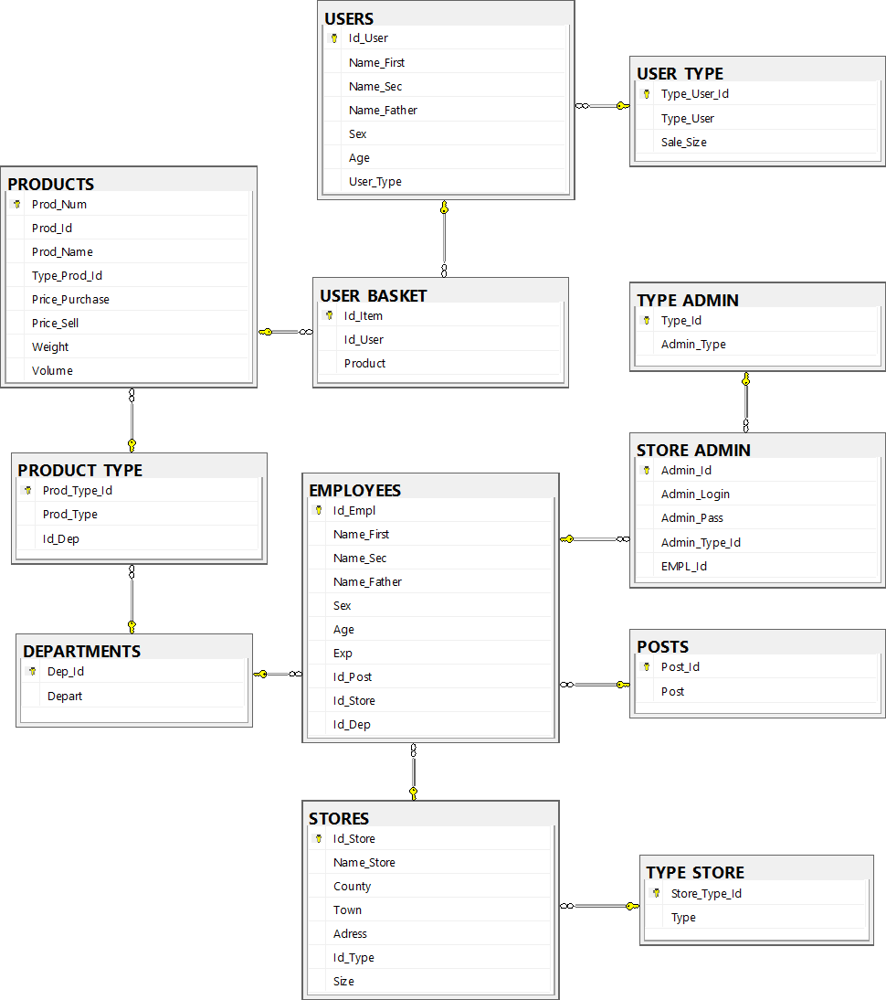 USERS
Id_User
Name_First
Name_Sec
Name_Father
Sex
Age
User_Type
USER TYPE
Type_User_Id
Type_User
Sale_Size
PRODUCTS
Prod_Num
Prod_Id
Prod_Name
Type_Prod_Id
Price_Purchase
Price_Sell
Weight
Volume
USER BASKET
Id_Item
Id_User
Product
TYPE ADMIN
Type_Id
Admin_Type
STORE ADMIN
Admin_Id
Admin_Login
Admin_Pass
Admin_Type_Id
EMPL_Id
PRODUCT TYPE
Prod_Type_Id
Prod_Type
Id_Dep
EMPLOYEES
Id_Empl
Name_First
Name_Sec
Name_Father
Sex
Age
Exp
Id_Post
Id_Store
Id_Dep
DEPARTMENTS
Dep_Id
Depart
POSTS
Post_Id
Post
STORES
Id_Store
Name_Store
County
Town
Adress
Id_Type
Size
TYPE STORE
Store_Type_Id
Type